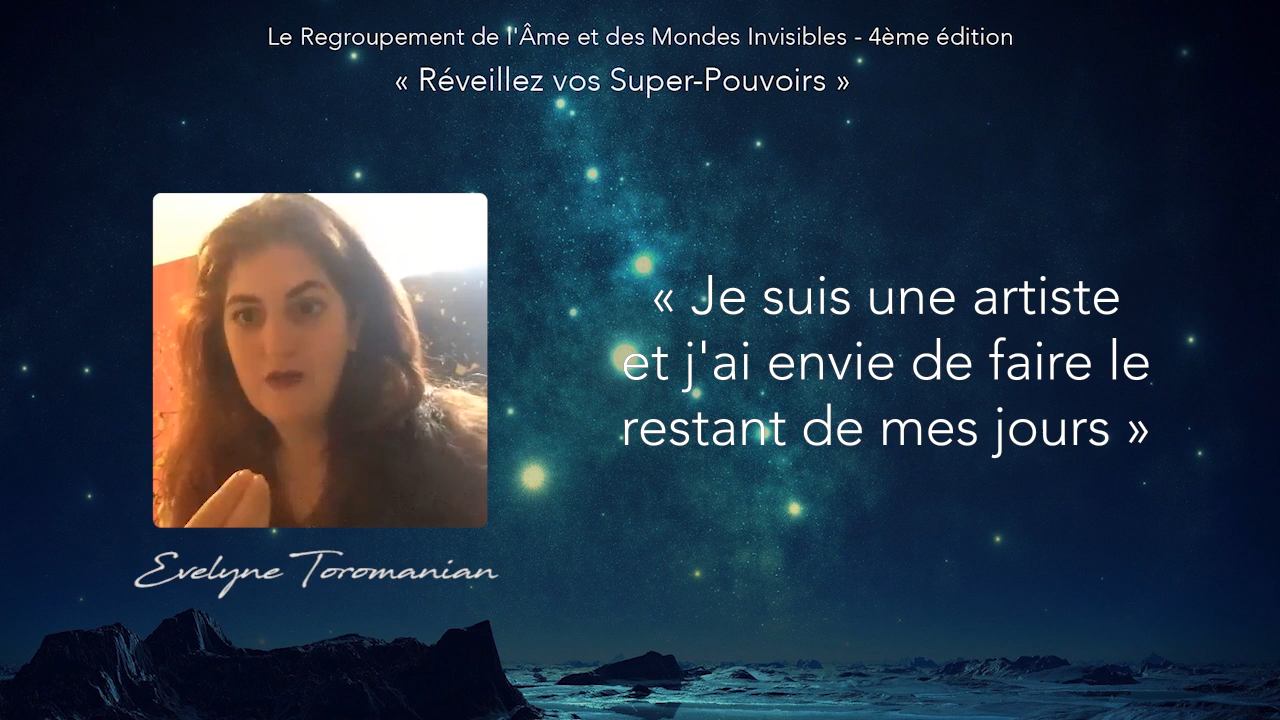 Le Regroupement de l'Âme et des Mondes Invisibles - 4ème édition
« Réveillez vos Super-Pouvoirs »
« Je suis une artiste
et j'ai envie de faire le
restant de mes jours »
Evelyne Toromanian